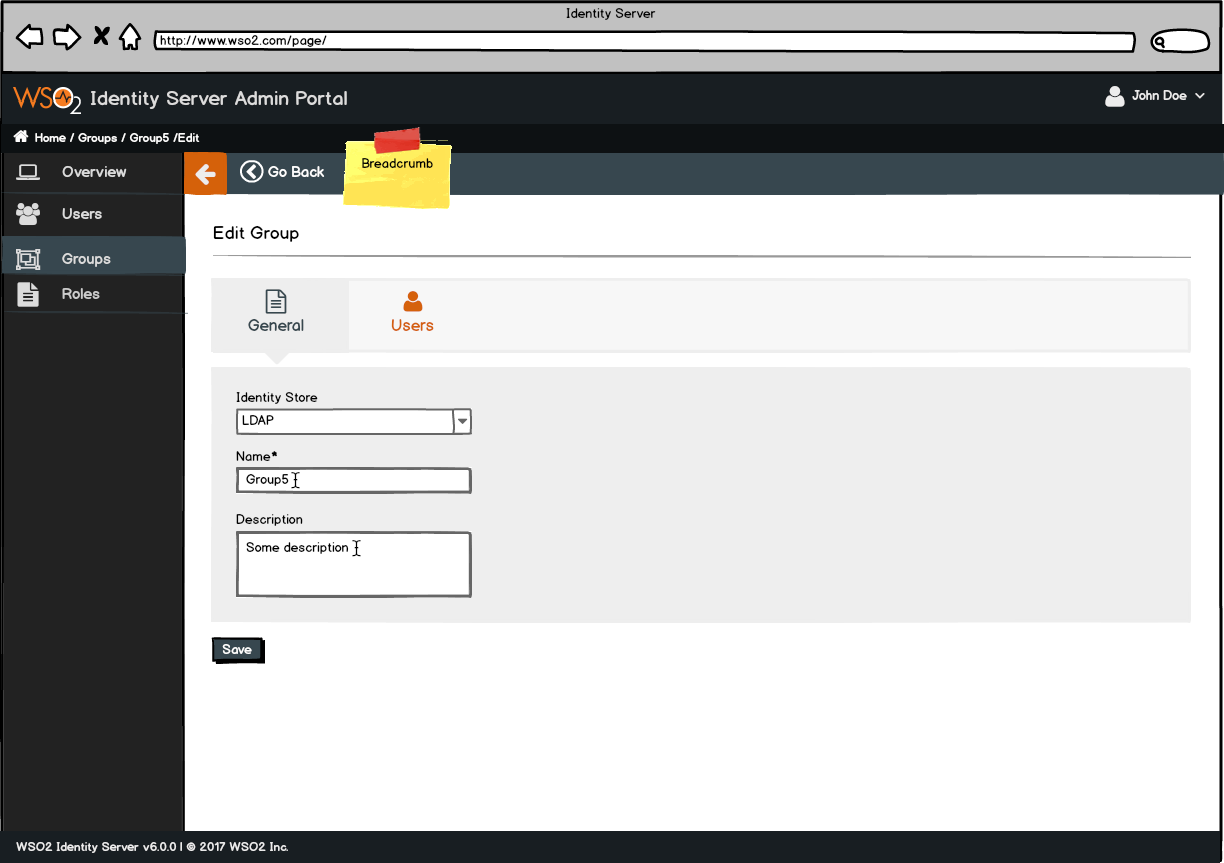 Identity Server
http://www.wso2.com/page/
WSO2 Identity Server Admin Portal
John Doe
Home / Groups / Group5 /Edit
Breadcrumb
Overview
Go Back
Users
Groups
Roles
Edit Group
General
Users
Identity Store
LDAP
Name*
Group5
Description
Some description
Save
WSO2 Identity Server v6.0.0 | © 2017 WSO2 Inc.